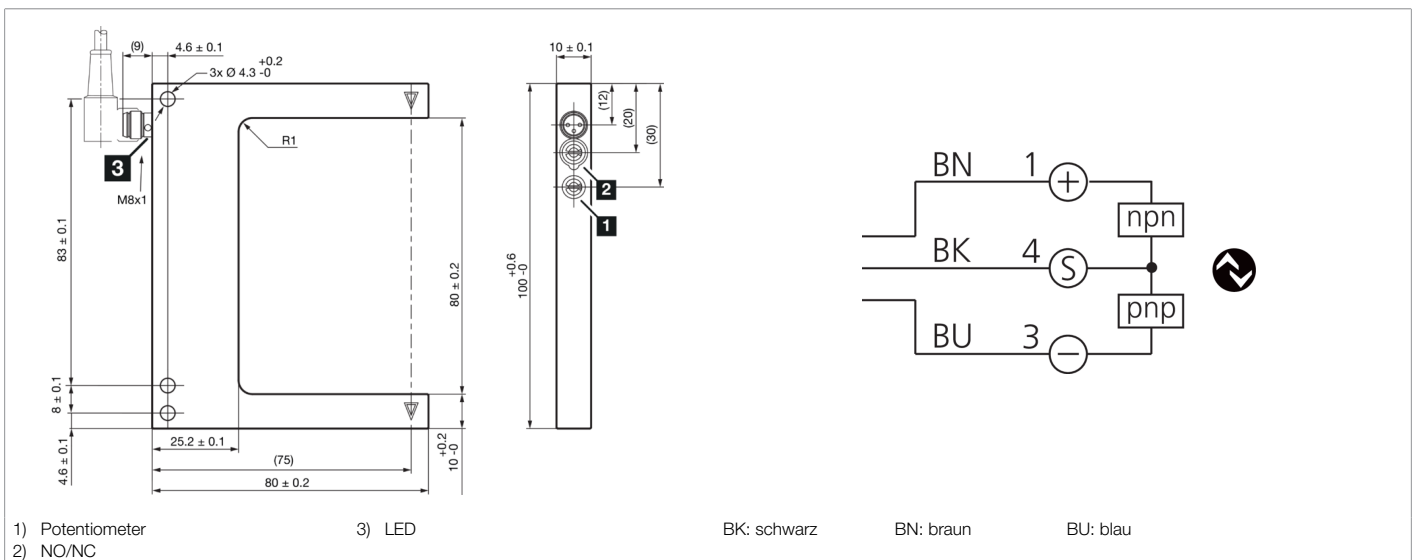 (9)
4.6 ± 0.1
+0.2
3x Ø 4.3 -0
R1
3
M8x1
83 ± 0.1
80 ± 0.2
8 ± 0.1
4.6 ± 0.1
25.2 ± 0.1
(75)
80 ± 0.2
+0.2
10 -0
10 ± 0.1
(12)
(20)
(30)
2
1
+0.6
100 -0
BN 1 +
npn
BK 4 S
pnp
BU 3 −
1) Potentiometer 3) LED BK: schwarz BN: braun BU: blau
2) NO/NC